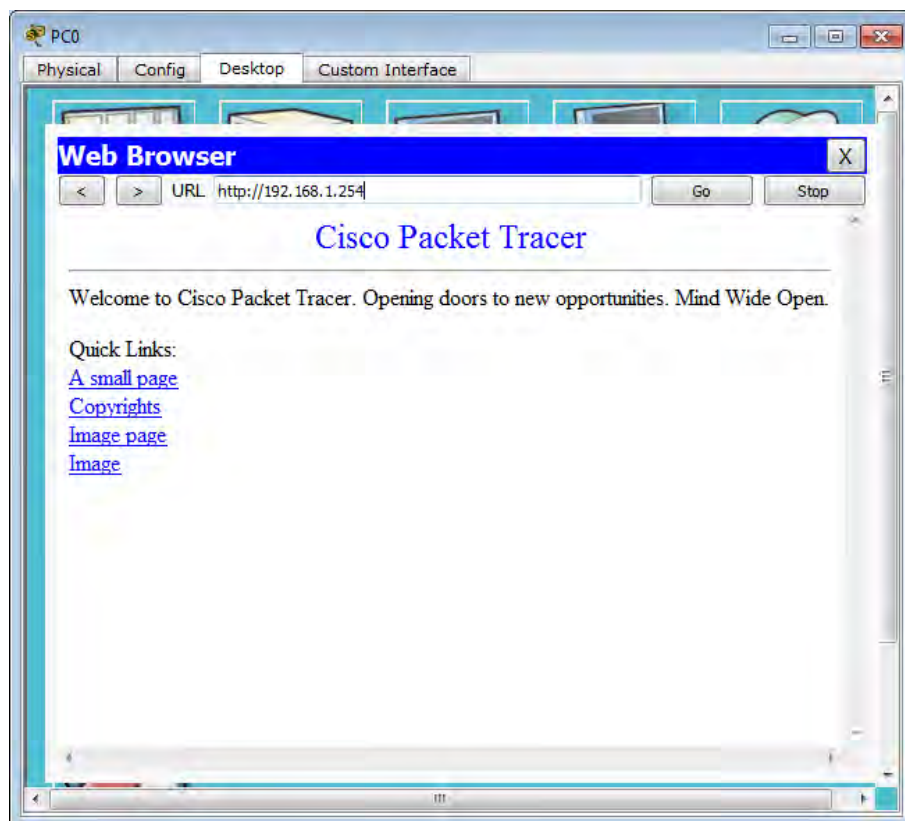 PC0
Physical Config Desktop Custom Interface
Web Browser X
< > URL http://192.168.1.254 Go Stop
Cisco Packet Tracer
Welcome to Cisco Packet Tracer. Opening doors to new opportunities. Mind Wide Open.
Quick Links:
A small page
Copyrights
Image page
Image